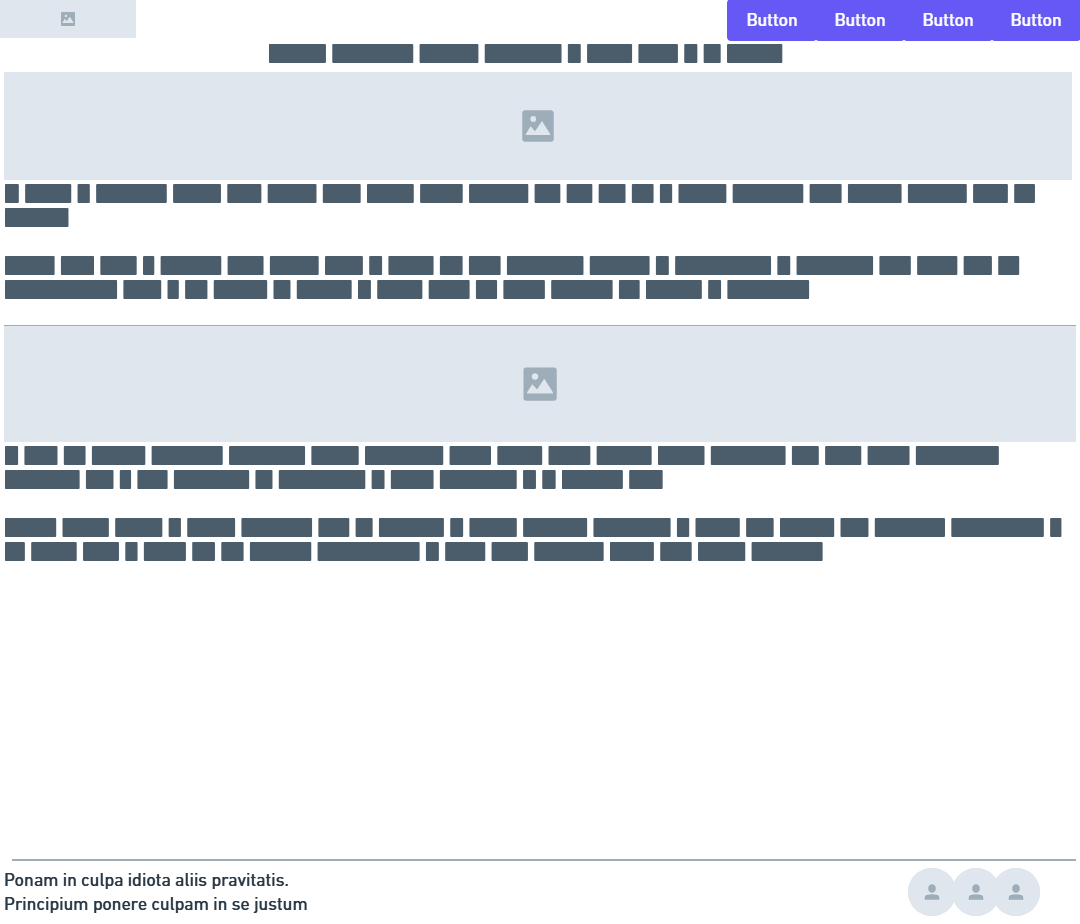 Button Button Button Button
Ponam in culpa idiota aliis pravitatis.
Principium ponere culpam in se justum